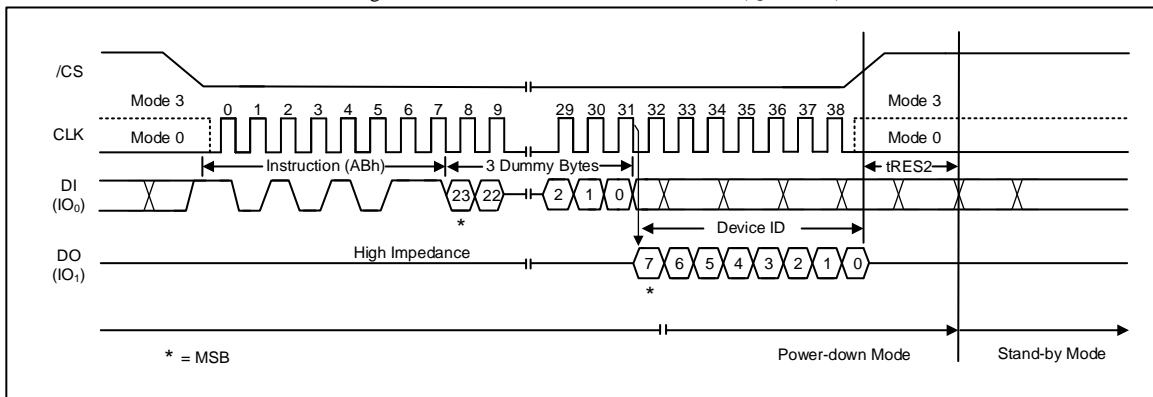 /CS
Mode 3
Mode 3
0 1 2 3 4 5 6 7 8 9 29 30 31 32 33 34 35 36 37 38
CLK
Mode 0
Mode 0
Instruction (ABh)
3 Dummy Bytes
tRES2
DI
(IO0)
23 22 2 1 0
*
Device ID
DO
(IO1)
High Impedance
7 6 5 4 3 2 1 0
*
* = MSB
Power-down Mode
Stand-by Mode